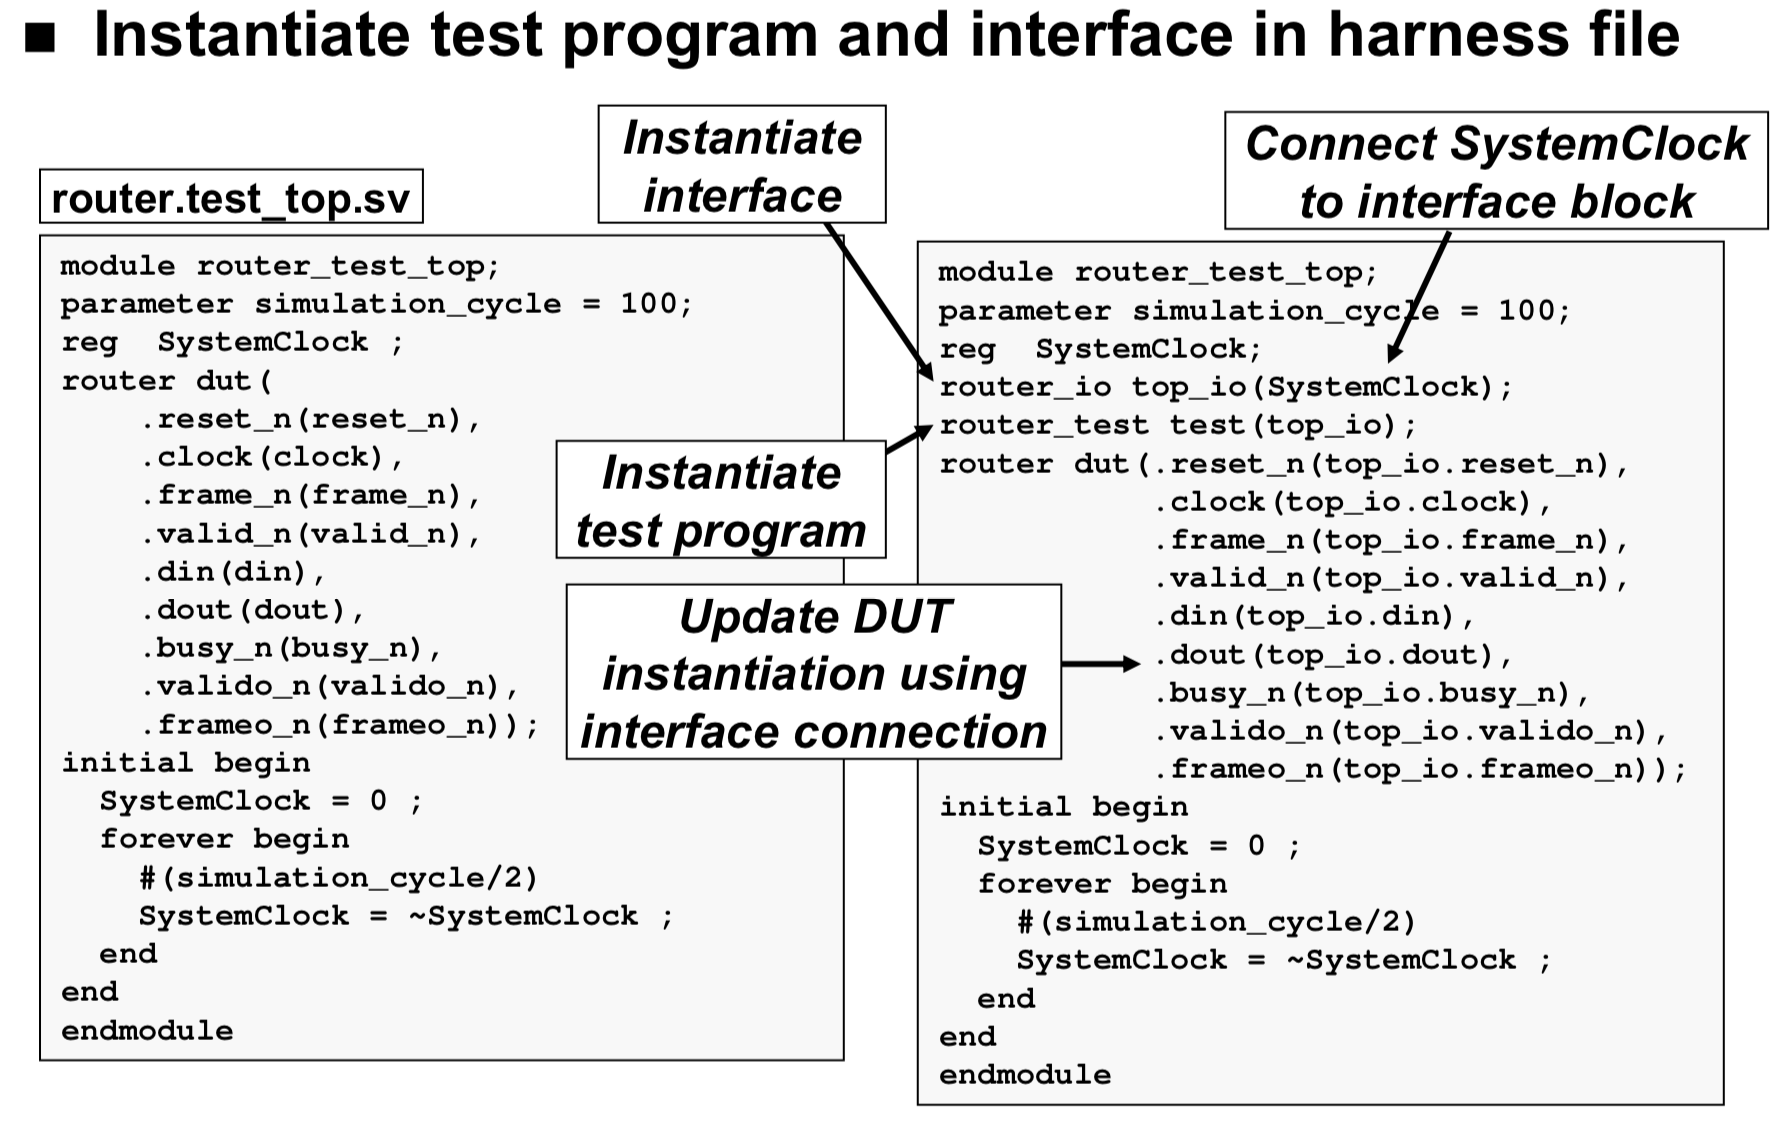 ■ Instantiate test program and interface in harness file
Instantiate
interface
Connect SystemClock
to interface block
router.test_top.sv
module router_test_top;
parameter simulation_cycle = 100;
reg  SystemClock ;
router dut(
     .reset_n(reset_n),
     .clock(clock),
     .frame_n(frame_n),
     .valid_n(valid_n),
     .din(din),
     .dout(dout),
     .busy_n(busy_n),
     .valido_n(valido_n),
     .frameo_n(frameo_n));
initial begin
  SystemClock = 0 ;
  forever begin
    #(simulation_cycle/2)
    SystemClock = ~SystemClock ;
  end
end
endmodule
Instantiate
test program
Update DUT
instantiation using
interface connection
module router_test_top;
parameter simulation_cycle = 100;
reg  SystemClock;
router_io top_io(SystemClock);
router_test test(top_io);
router dut(.reset_n(top_io.reset_n),
           .clock(top_io.clock),
           .frame_n(top_io.frame_n),
           .valid_n(top_io.valid_n),
           .din(top_io.din),
           .dout(top_io.dout),
           .busy_n(top_io.busy_n),
           .valido_n(top_io.valido_n),
           .frameo_n(top_io.frameo_n));
initial begin
  SystemClock = 0 ;
  forever begin
    #(simulation_cycle/2)
    SystemClock = ~SystemClock ;
  end
end
endmodule